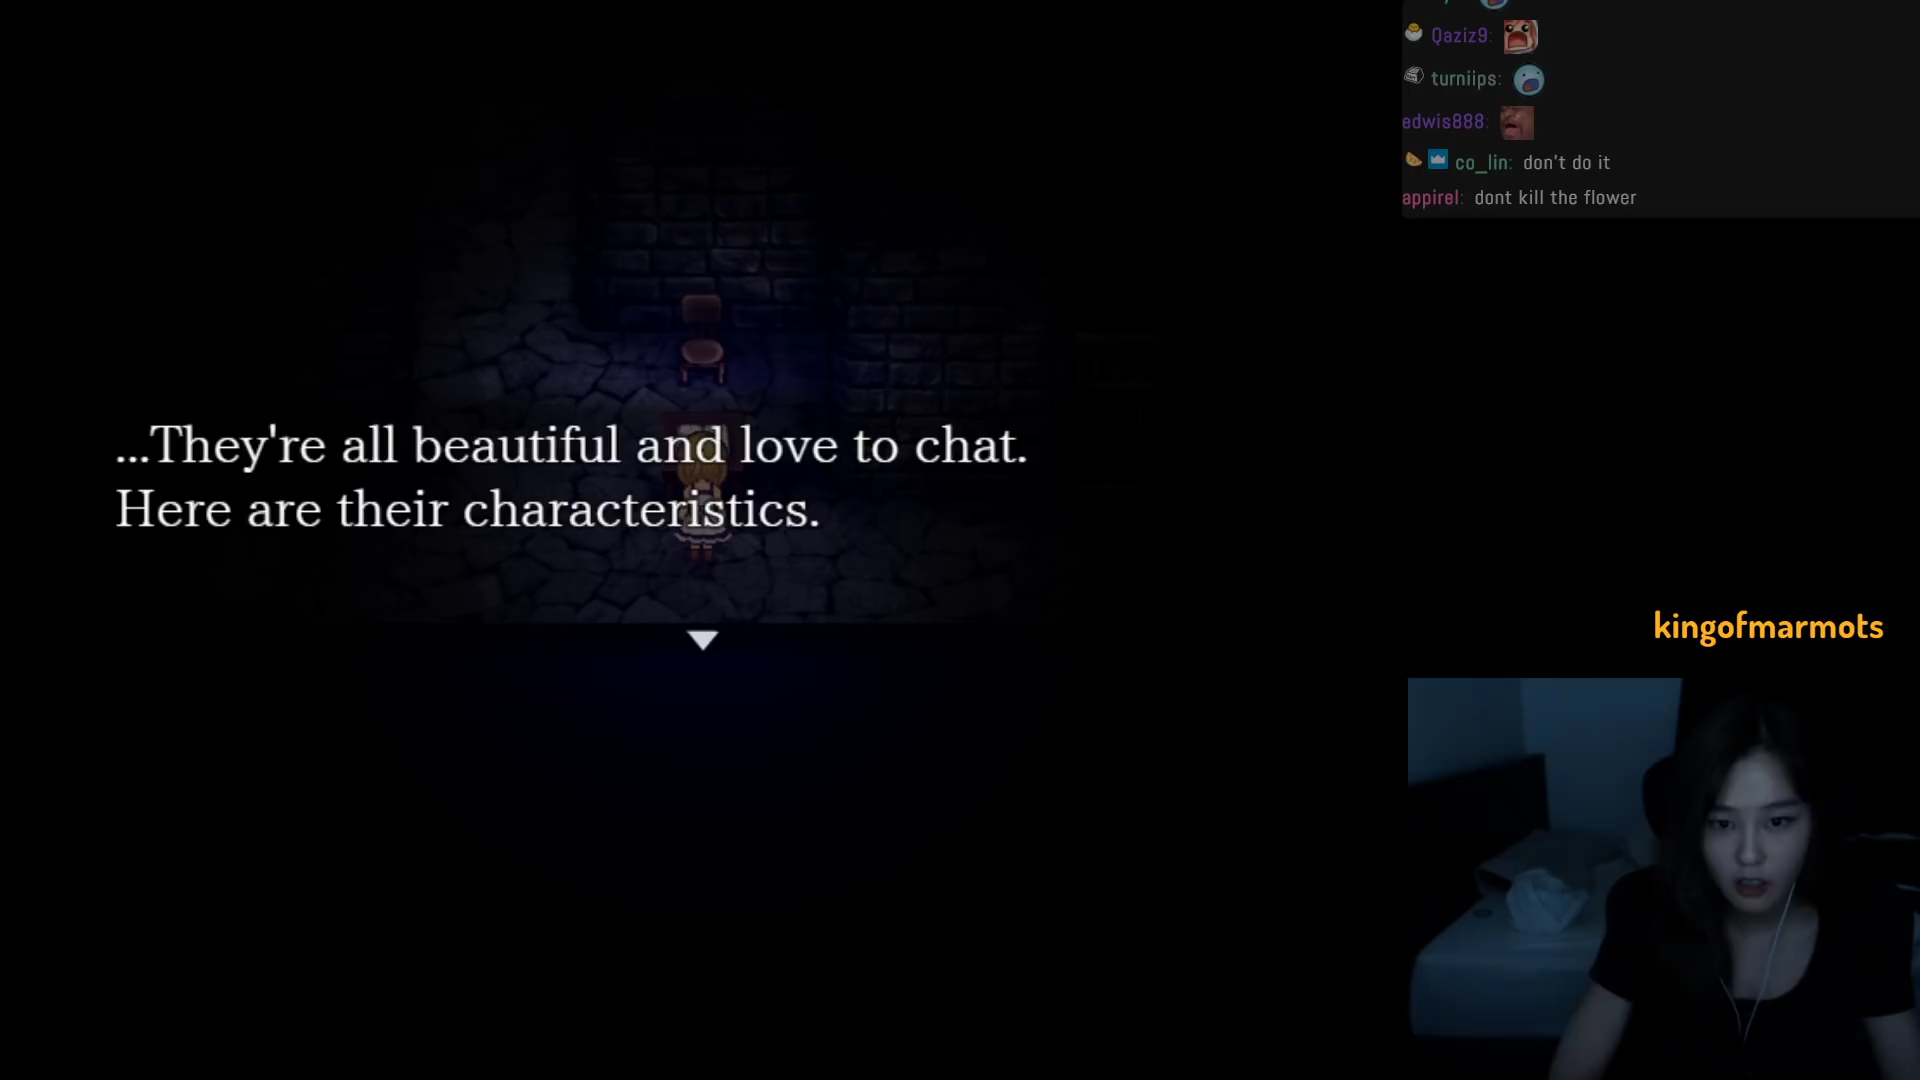 Qaziz9:
turniips:
edwis888:
co_lin: don't do it
appirel: dont kill the flower
...They're all beautiful and love to chat.
Here are their characteristics.
kingofmarmots